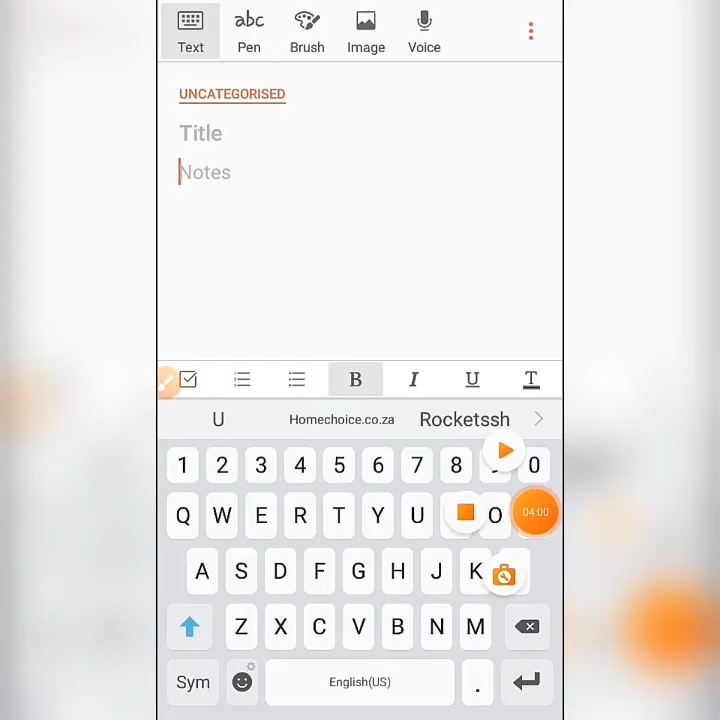 abc
Text Pen Brush Image Voice
UNCATEGORISED
Title
Notes
B I U T
U Homechoice.co.za Rocketssh
1 2 3 4 5 6 7 8 0
Q W E R T Y U O 04:00
A S D F G H J K
Z X C V B N M
Sym English(US) .